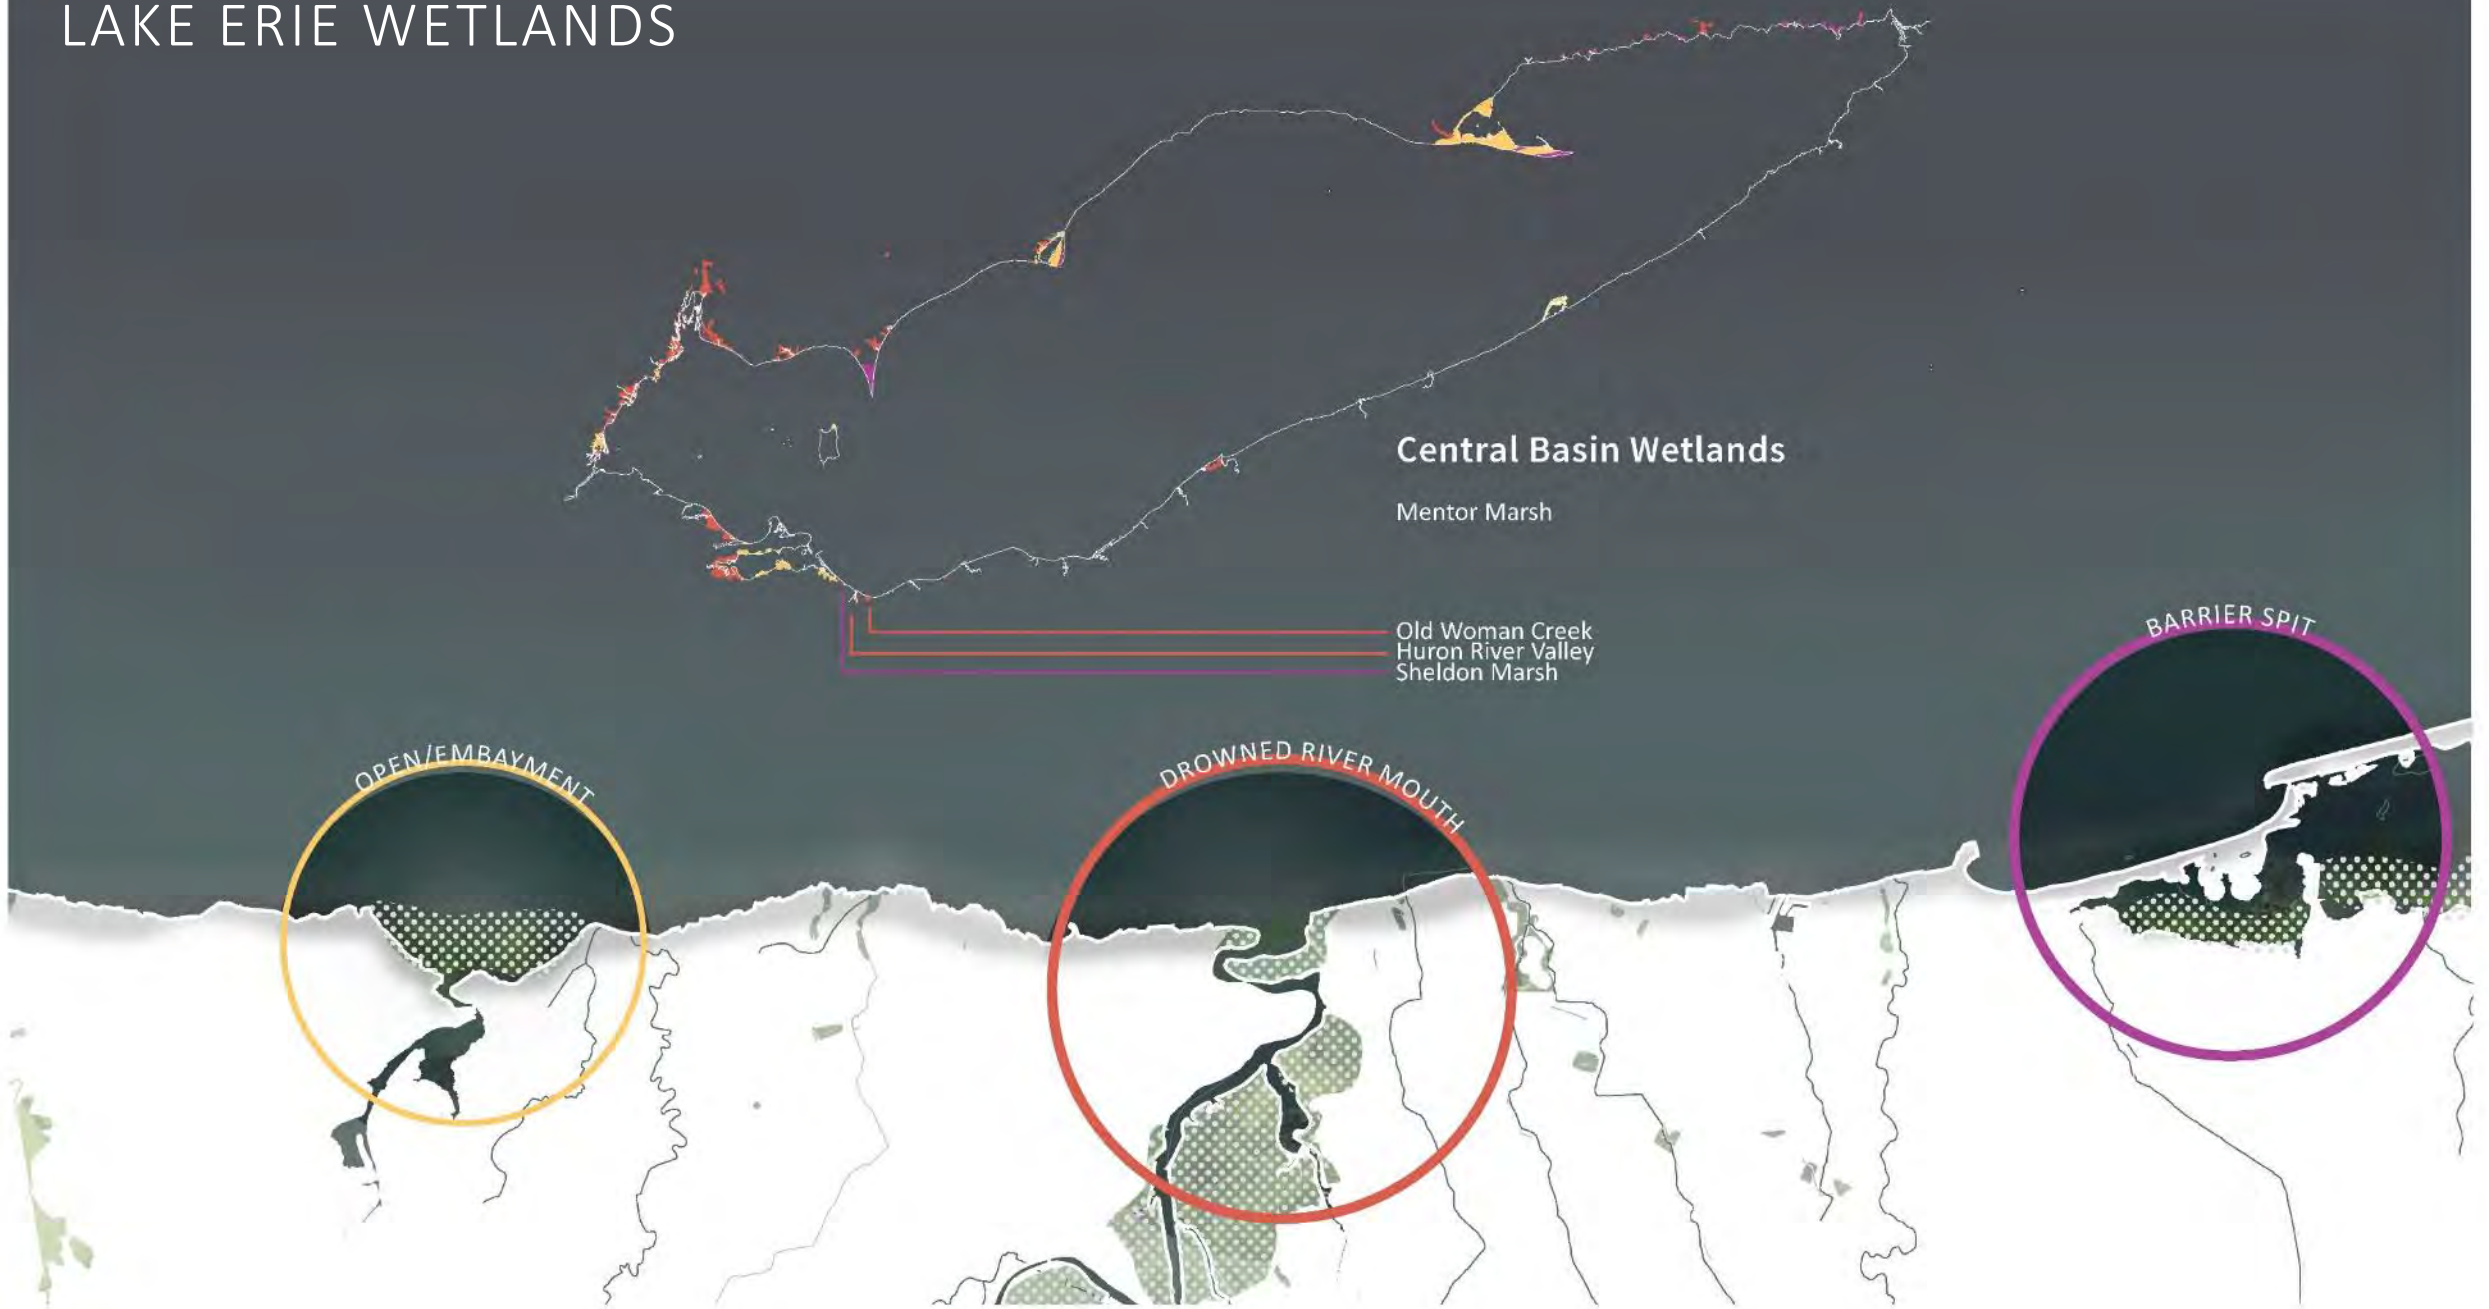 LAKE ERIE WETLANDS
Central Basin Wetlands
Mentor Marsh
Old Woman Creek
Huron River Valley
Sheldon Marsh
BARRIER SPIT
OPEN/EMBAYMENT
DROWNED RIVER MOUTH